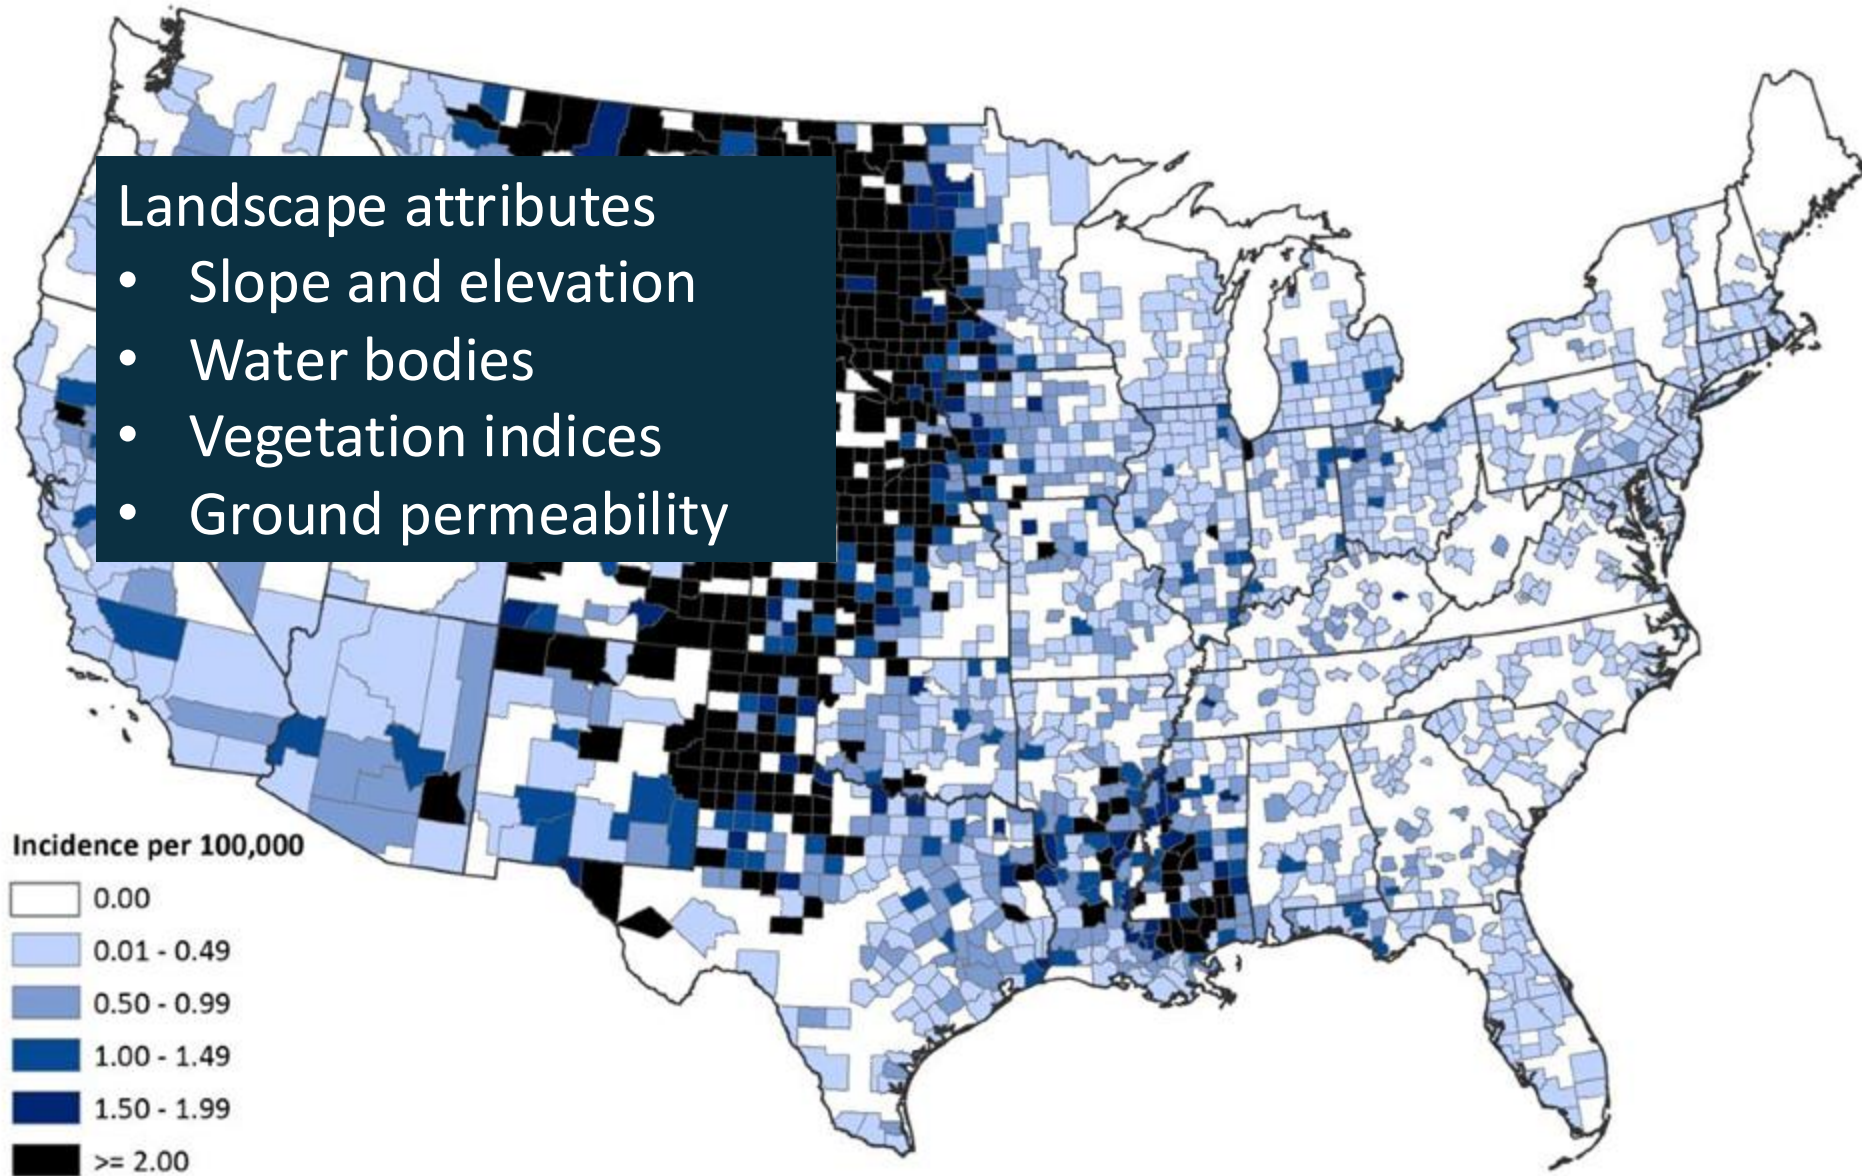 Landscape attributes
• Slope and elevation
• Water bodies
• Vegetation indices
• Ground permeability
Incidence per 100,000
0.00
0.01 - 0.49
0.50 - 0.99
1.00 - 1.49
1.50 - 1.99
>= 2.00